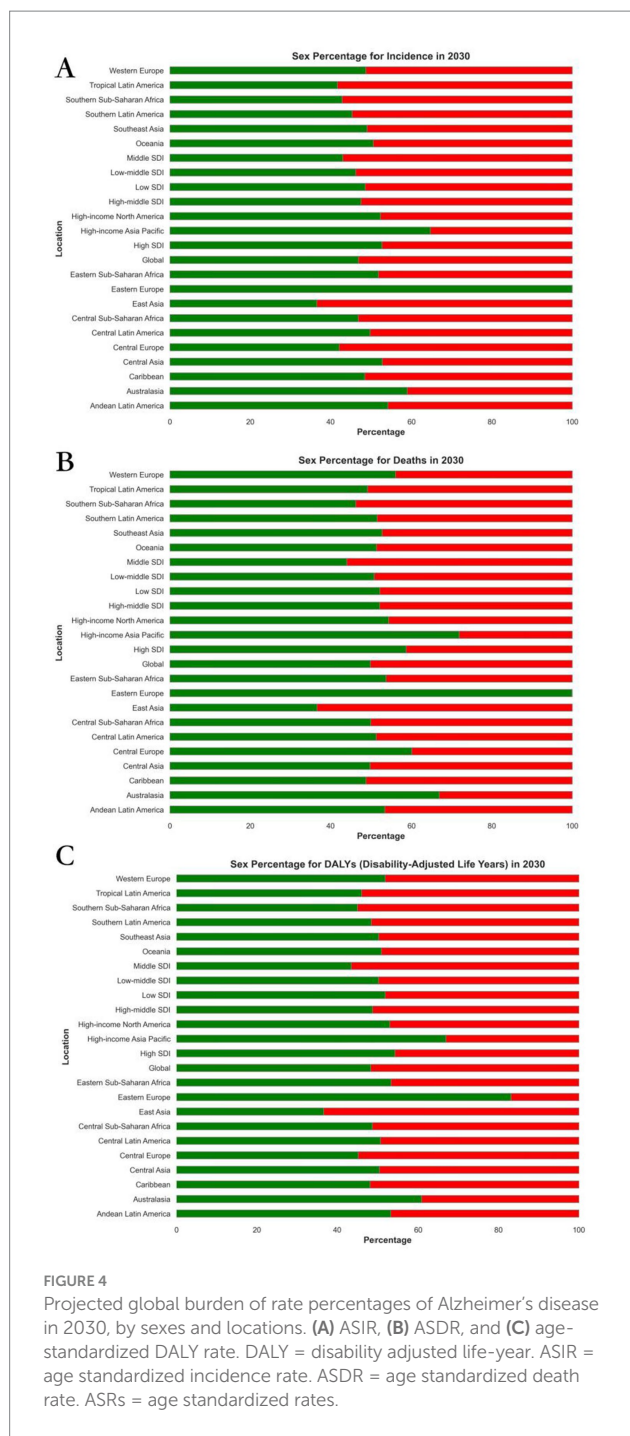 A
Sex Percentage for Incidence in 2030
Western Europe
Tropical Latin America
Southern Sub-Saharan Africa
Southern Latin America
Southeast Asia
Oceania
Middle SDI
Low-middle SDI
Low SDI
High-middle SDI
High-income North America
High-income Asia Pacific
High SDI
Global
Eastern Sub-Saharan Africa
Eastern Europe
East Asia
Central Sub-Saharan Africa
Central Latin America
Central Europe
Central Asia
Caribbean
Australasia
Andean Latin America
Location
0 20 40 60 80 100
Percentage
B
Sex Percentage for Deaths in 2030
Western Europe
Tropical Latin America
Southern Sub-Saharan Africa
Southern Latin America
Southeast Asia
Oceania
Middle SDI
Low-middle SDI
Low SDI
High-middle SDI
High-income North America
High-income Asia Pacific
High SDI
Global
Eastern Sub-Saharan Africa
Eastern Europe
East Asia
Central Sub-Saharan Africa
Central Latin America
Central Europe
Central Asia
Caribbean
Australasia
Andean Latin America
Location
0 20 40 60 80 100
Percentage
C
Sex Percentage for DALYs (Disability-Adjusted Life Years) in 2030
Western Europe
Tropical Latin America
Southern Sub-Saharan Africa
Southern Latin America
Southeast Asia
Oceania
Middle SDI
Low-middle SDI
Low SDI
High-middle SDI
High-income North America
High-income Asia Pacific
High SDI
Global
Eastern Sub-Saharan Africa
Eastern Europe
East Asia
Central Sub-Saharan Africa
Central Latin America
Central Europe
Central Asia
Caribbean
Australasia
Andean Latin America
Location
0 20 40 60 80 100
Percentage
FIGURE 4
Projected global burden of rate percentages of Alzheimer's disease
in 2030, by sexes and locations. (A) ASIR, (B) ASDR, and (C) age-
standardized DALY rate. DALY = disability adjusted life-year. ASIR =
age standardized incidence rate. ASDR = age standardized death
rate. ASRs = age standardized rates.